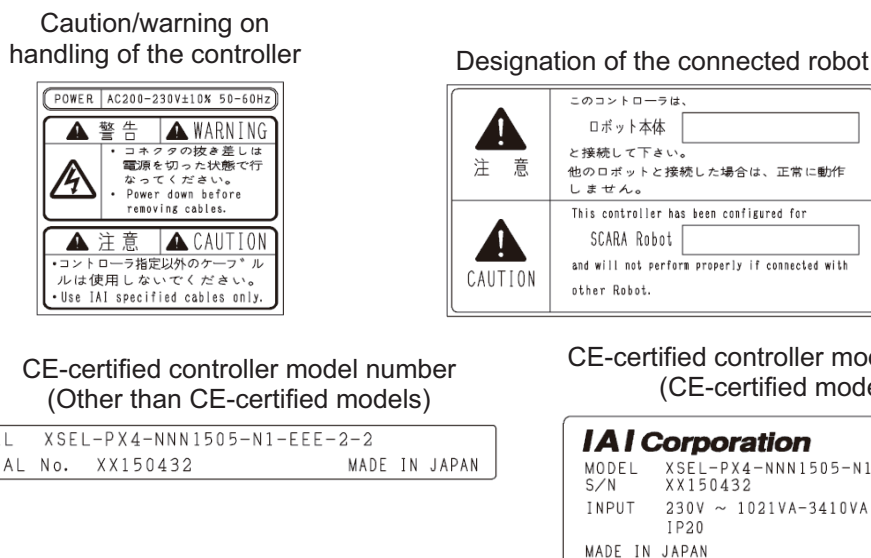 Caution/warning on
handling of the controller
POWER AC200-230V±10% 50-60Hz
警告 WARNING
・ コネクタの抜き差しは
電源を切った状態で行
なってください。
・ Power down before
removing cables.
注意 CAUTION
・コントローラ指定以外のケーブル
ルは使用しないでください。
・Use IAI specified cables only.
Designation of the connected robot
このコントローラは、
ロボット本体
と接続して下さい。
他のロボットと接続した場合は、正常に動作
しません。
注意
This controller has been configured for
SCARA Robot
and will not perform properly if connected with
other Robot.
CAUTION
CE-certified controller model number
(Other than CE-certified models)
L XSEL-PX4-NNN1505-N1-EEE-2-2
AL No. XX150432 MADE IN JAPAN
CE-certified controller mo
(CE-certified mode
IAI Corporation
MODEL XSEL-PX4-NNN1505-N1
S/N XX150432
INPUT 230V ~ 1021VA-3410VA
IP20
MADE IN JAPAN